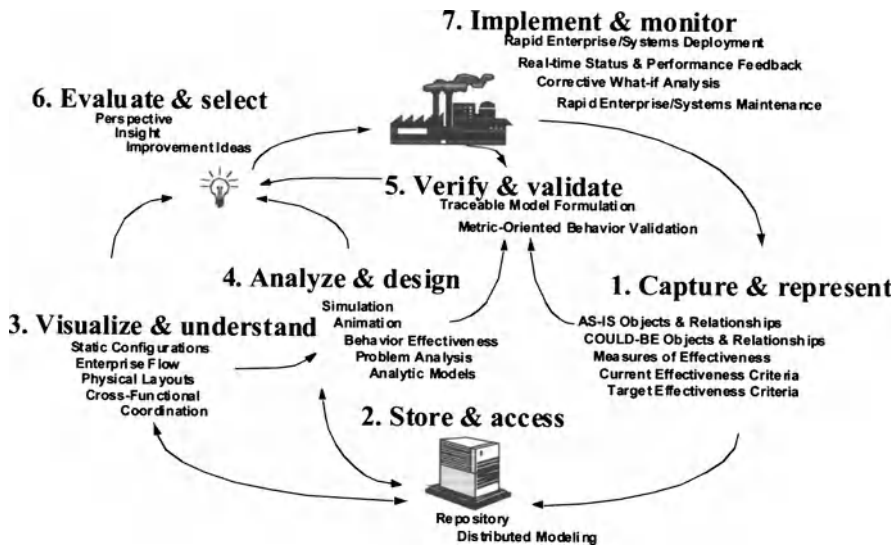 7. Implement & monitor
Rapid Enterprise/Systems Deployment
Real-time Status & Performance Feedback
Corrective What-if Analysis
Rapid Enterprise/Systems Maintenance
6. Evaluate & select
Perspective
Insight
Improvement Ideas
5. Verify & validate
Traceable Model Formulation
Metric-Oriented Behavior Validation
4. Analyze & design
Simulation
Animation
Behavior Effectiveness
Problem Analysis
Analytic Models
1. Capture & represent
AS-IS Objects & Relationships
COULD-BE Objects & Relationships
Measures of Effectiveness
Current Effectiveness Criteria
Target Effectiveness Criteria
3. Visualize & understand
Static Configurations
Enterprise Flow
Physical Layouts
Cross-Functional
Coordination
2. Store & access
Repository
Distributed Modeling